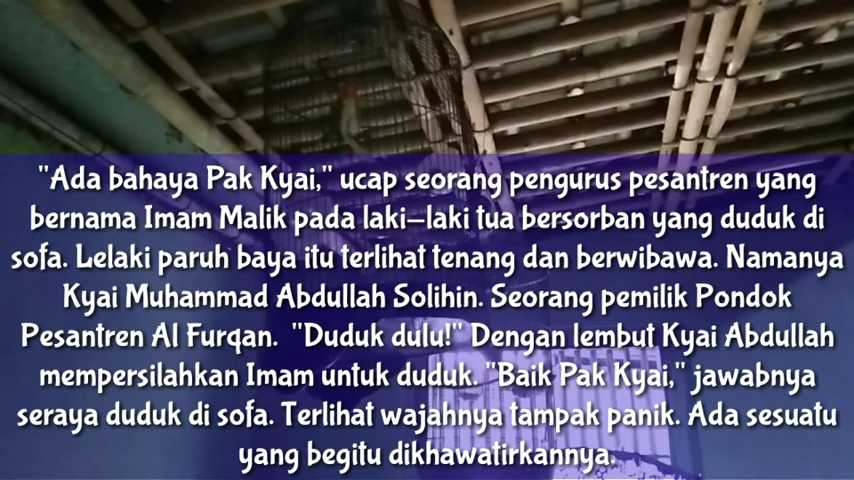 "Ada bahaya Pak Kyai," ucap seorang pengurus pesantren yang
bernama Imam Malik pada laki-laki tua bersorban yang duduk di
sofa. Lelaki paruh baya itu terlihat tenang dan berwibawa. Namanya
Kyai Muhammad Abdullah Solihin. Seorang pemilik Pondok
Pesantren Al Furqan. "Duduk dulu!" Dengan lembut Kyai Abdullah
mempersilahkan Imam untuk duduk. "Baik Pak Kyai," jawabnya
seraya duduk di sofa. Terlihat wajahnya tampak panik. Ada sesuatu
yang begitu dikhawatirkannya.